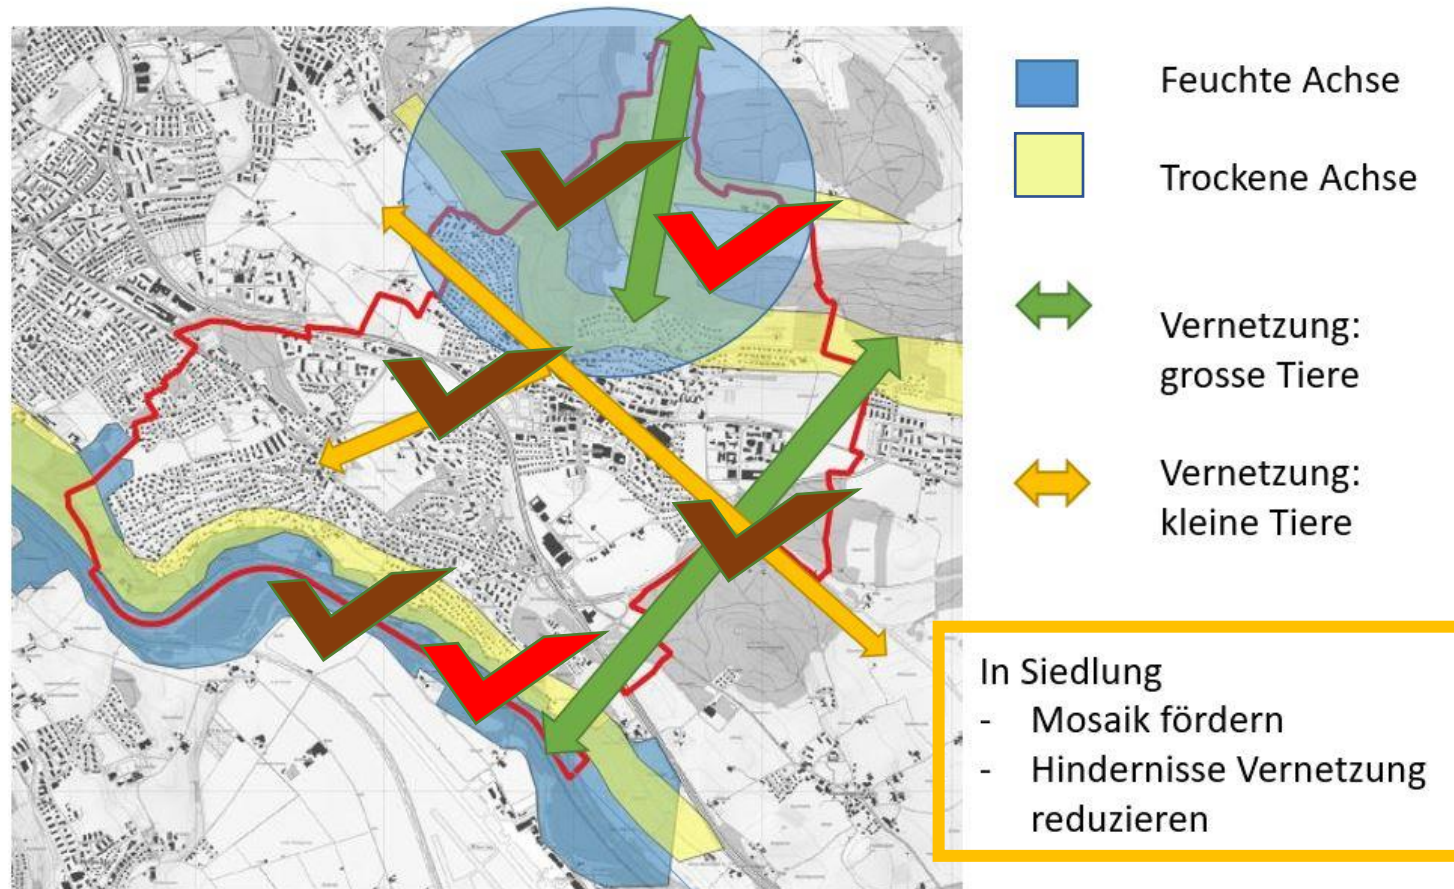 Feuchte Achse
Trockene Achse
Vernetzung:
grosse Tiere
Vernetzung:
kleine Tiere
In Siedlung
- Mosaik fördern
- Hindernisse Vernetzung
reduzieren